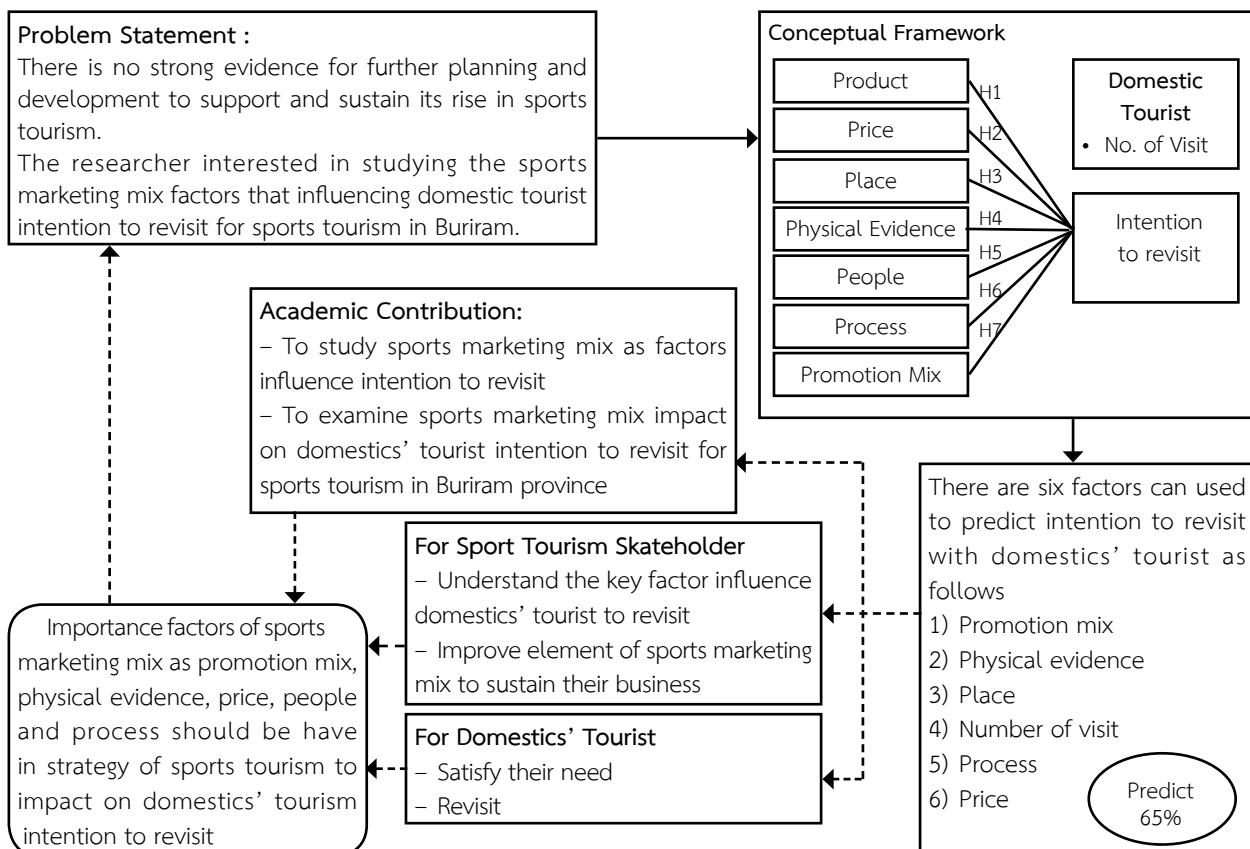 Problem Statement :
There is no strong evidence for further planning and
development to support and sustain its rise in sports
tourism.
The researcher interested in studying the sports
marketing mix factors that influencing domestic tourist
intention to revisit for sports tourism in Buriram.
Conceptual Framework
Product
Price
Place
Physical Evidence
People
Process
Promotion Mix
H1
H2
H3
H4
H5
H6
H7
Domestic
Tourist
• No. of Visit
Intention
to revisit
Academic Contribution:
– To study sports marketing mix as factors
influence intention to revisit
– To examine sports marketing mix impact
on domestics’ tourist intention to revisit for
sports tourism in Buriram province
For Sport Tourism Skateholder
– Understand the key factor influence
domestics’ tourist to revisit
– Improve element of sports marketing
mix to sustain their business
For Domestics’ Tourist
– Satisfy their need
– Revisit
Importance factors of sports
marketing mix as promotion mix,
physical evidence, price, people
and process should be have
in strategy of sports tourism to
impact on domestics’ tourism
intention to revisit
There are six factors can used
to predict intention to revisit
with domestics’ tourist as
follows
1) Promotion mix
2) Physical evidence
3) Place
4) Number of visit
5) Process
6) Price
Predict
65%